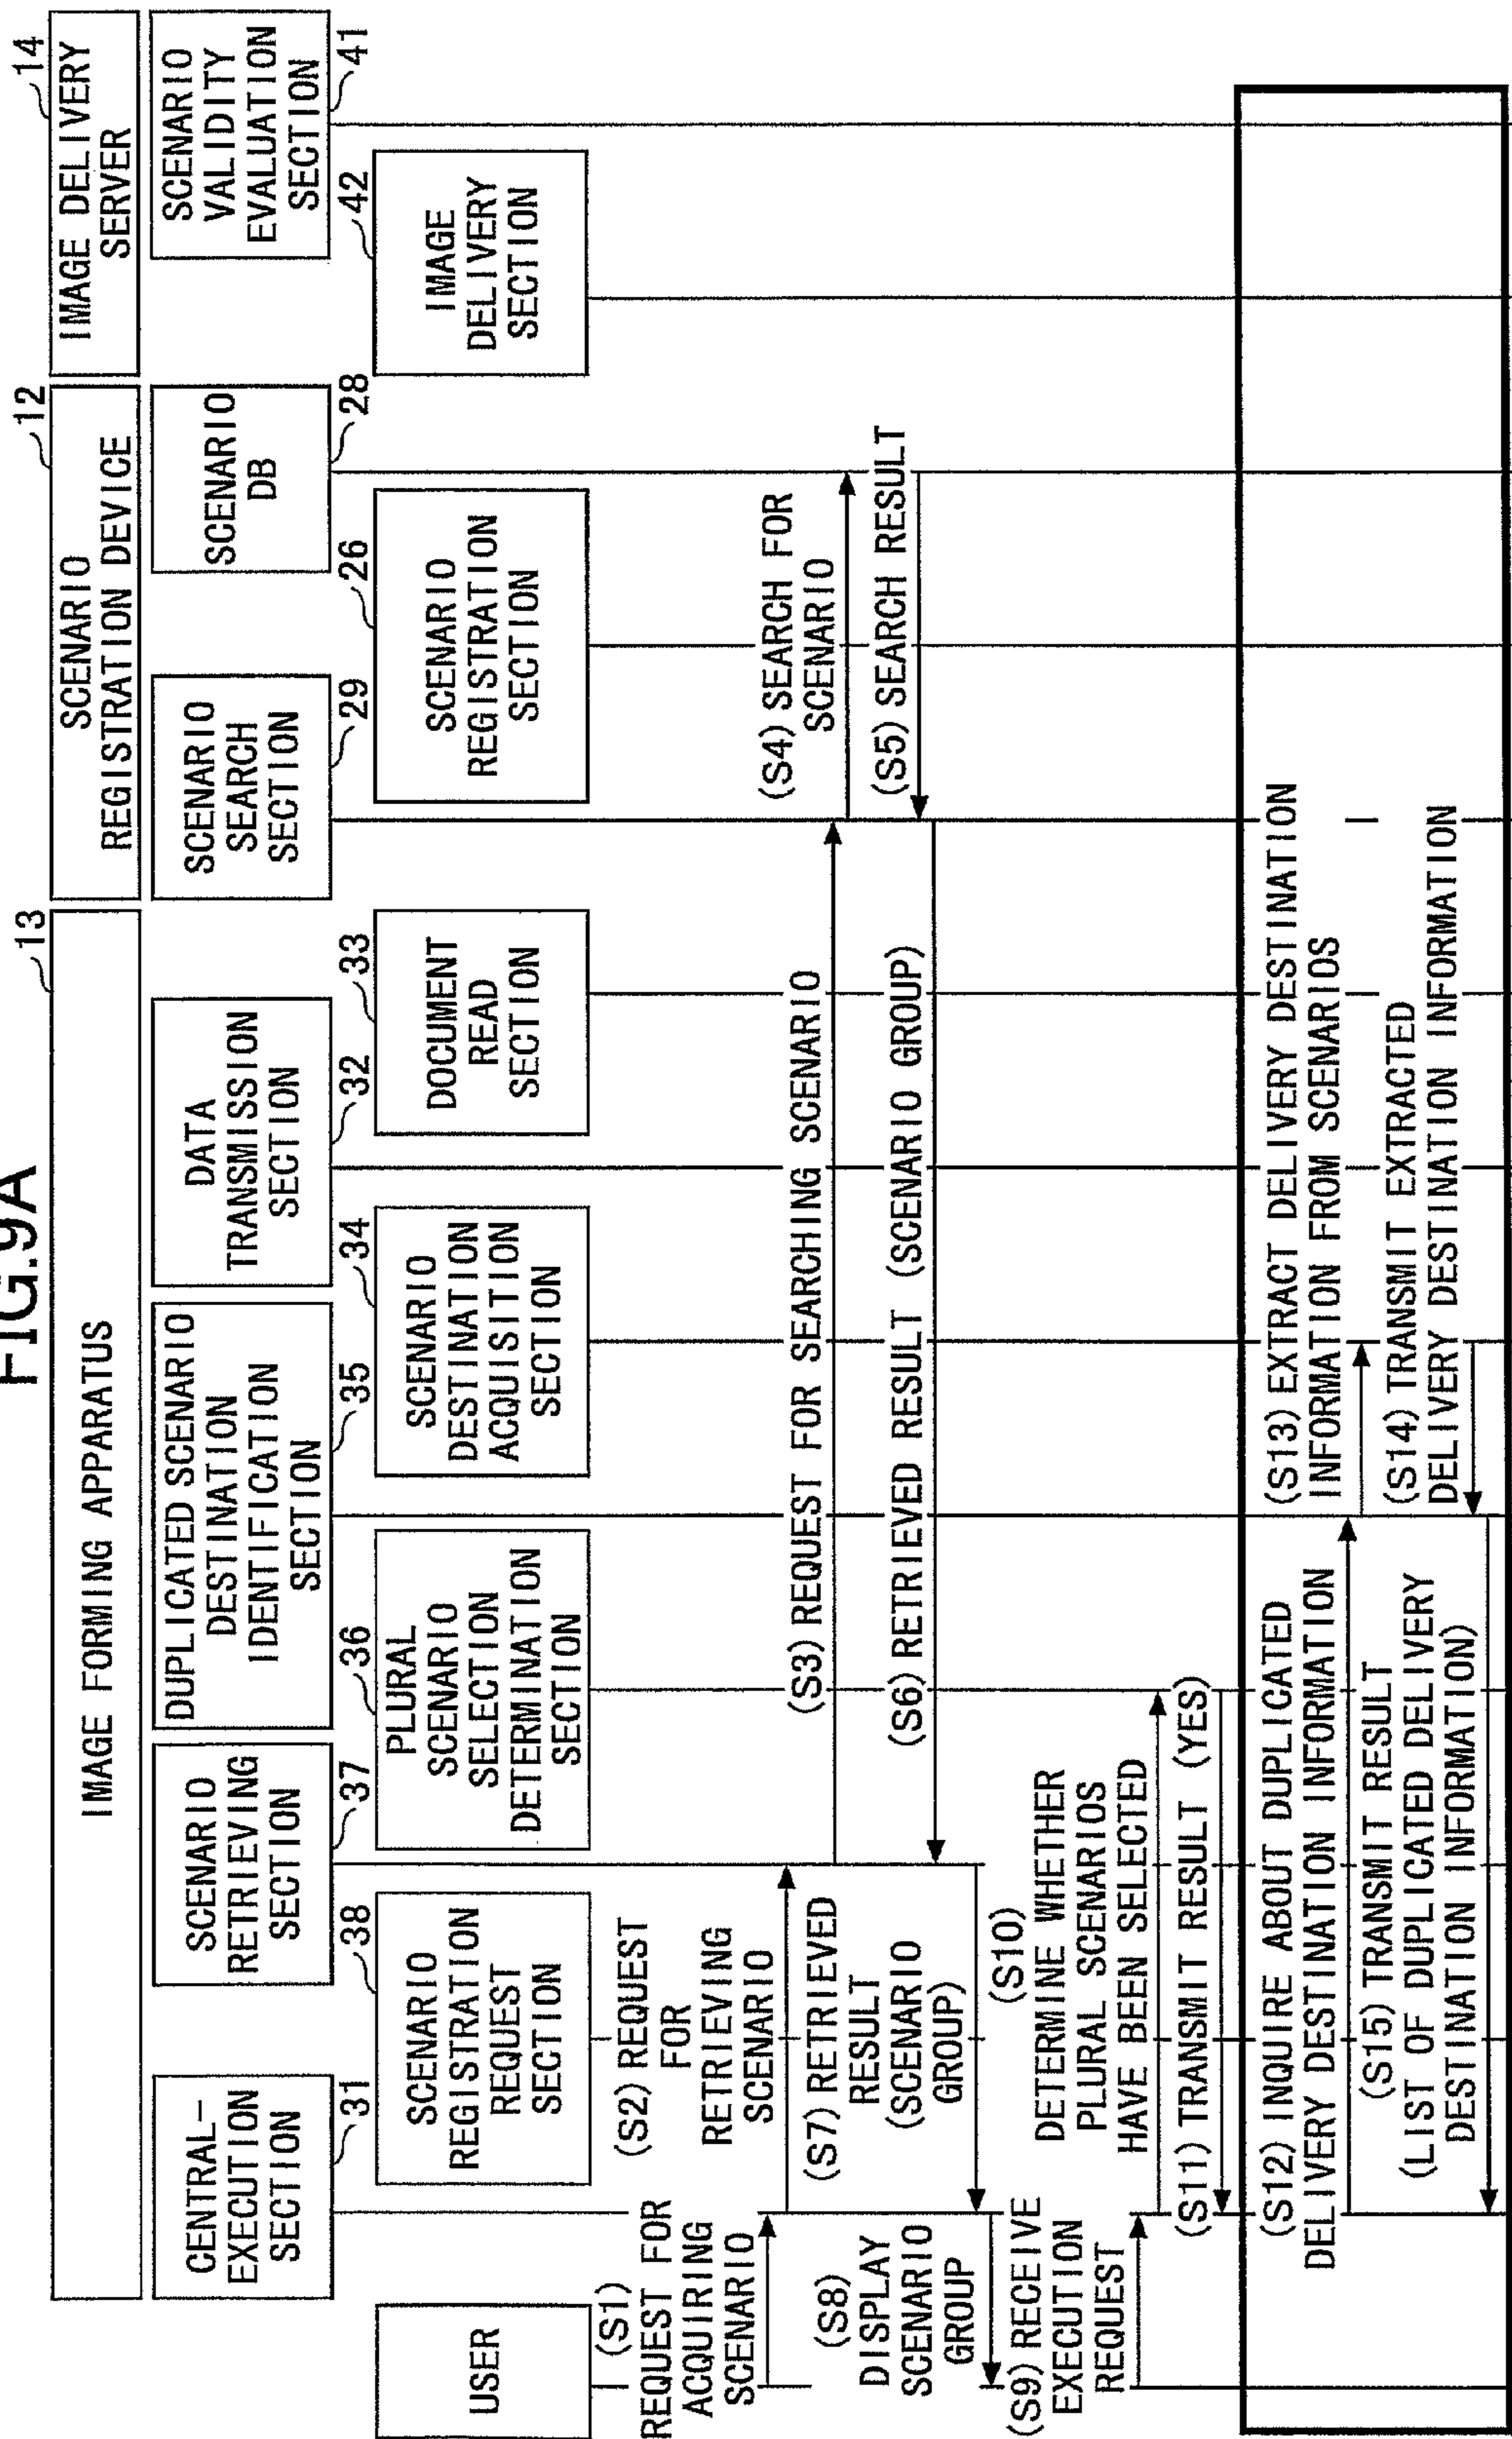 FIG.9A
13
IMAGE FORMING APPARATUS
12
SCENARIO
REGISTRATION DEVICE
14
IMAGE DELIVERY
SERVER
CENTRAL-
EXECUTION
SECTION
31
SCENARIO
RETRIEVING
SECTION
37
DUPLICATED SCENARIO
DESTINATION
IDENTIFICATION
SECTION
35
DATA
TRANSMISSION
SECTION
32
SCENARIO
SEARCH
SECTION
29
SCENARIO
DB
28
SCENARIO
VALIDITY
EVALUATION
SECTION
41
USER
SCENARIO
REGISTRATION
REQUEST
SECTION
38
PLURAL
SCENARIO
SELECTION
DETERMINATION
SECTION
36
SCENARIO
DESTINATION
ACQUISITION
SECTION
34
DOCUMENT
READ
SECTION
33
SCENARIO
REGISTRATION
SECTION
26
IMAGE
DELIVERY
SECTION
42
(S1)
REQUEST FOR
ACQUIRING
SCENARIO
(S2) REQUEST
FOR
RETRIEVING
SCENARIO
(S3) REQUEST FOR SEARCHING SCENARIO
(S4) SEARCH FOR
SCENARIO
(S5) SEARCH RESULT
(S6) RETRIEVED RESULT (SCENARIO GROUP)
(S7) RETRIEVED
RESULT
(SCENARIO
GROUP)
(S8)
DISPLAY
SCENARIO
GROUP
(S9) RECEIVE
EXECUTION
REQUEST
(S10)
DETERMINE WHETHER
PLURAL SCENARIOS
HAVE BEEN SELECTED
(S11) TRANSMIT RESULT (YES)
(S12) INQUIRE ABOUT DUPLICATED
DELIVERY DESTINATION INFORMATION
(S13) EXTRACT DELIVERY DESTINATION
INFORMATION FROM SCENARIOS
(S14) TRANSMIT EXTRACTED
DELIVERY DESTINATION INFORMATION
(S15) TRANSMIT RESULT
(LIST OF DUPLICATED DELIVERY
DESTINATION INFORMATION)